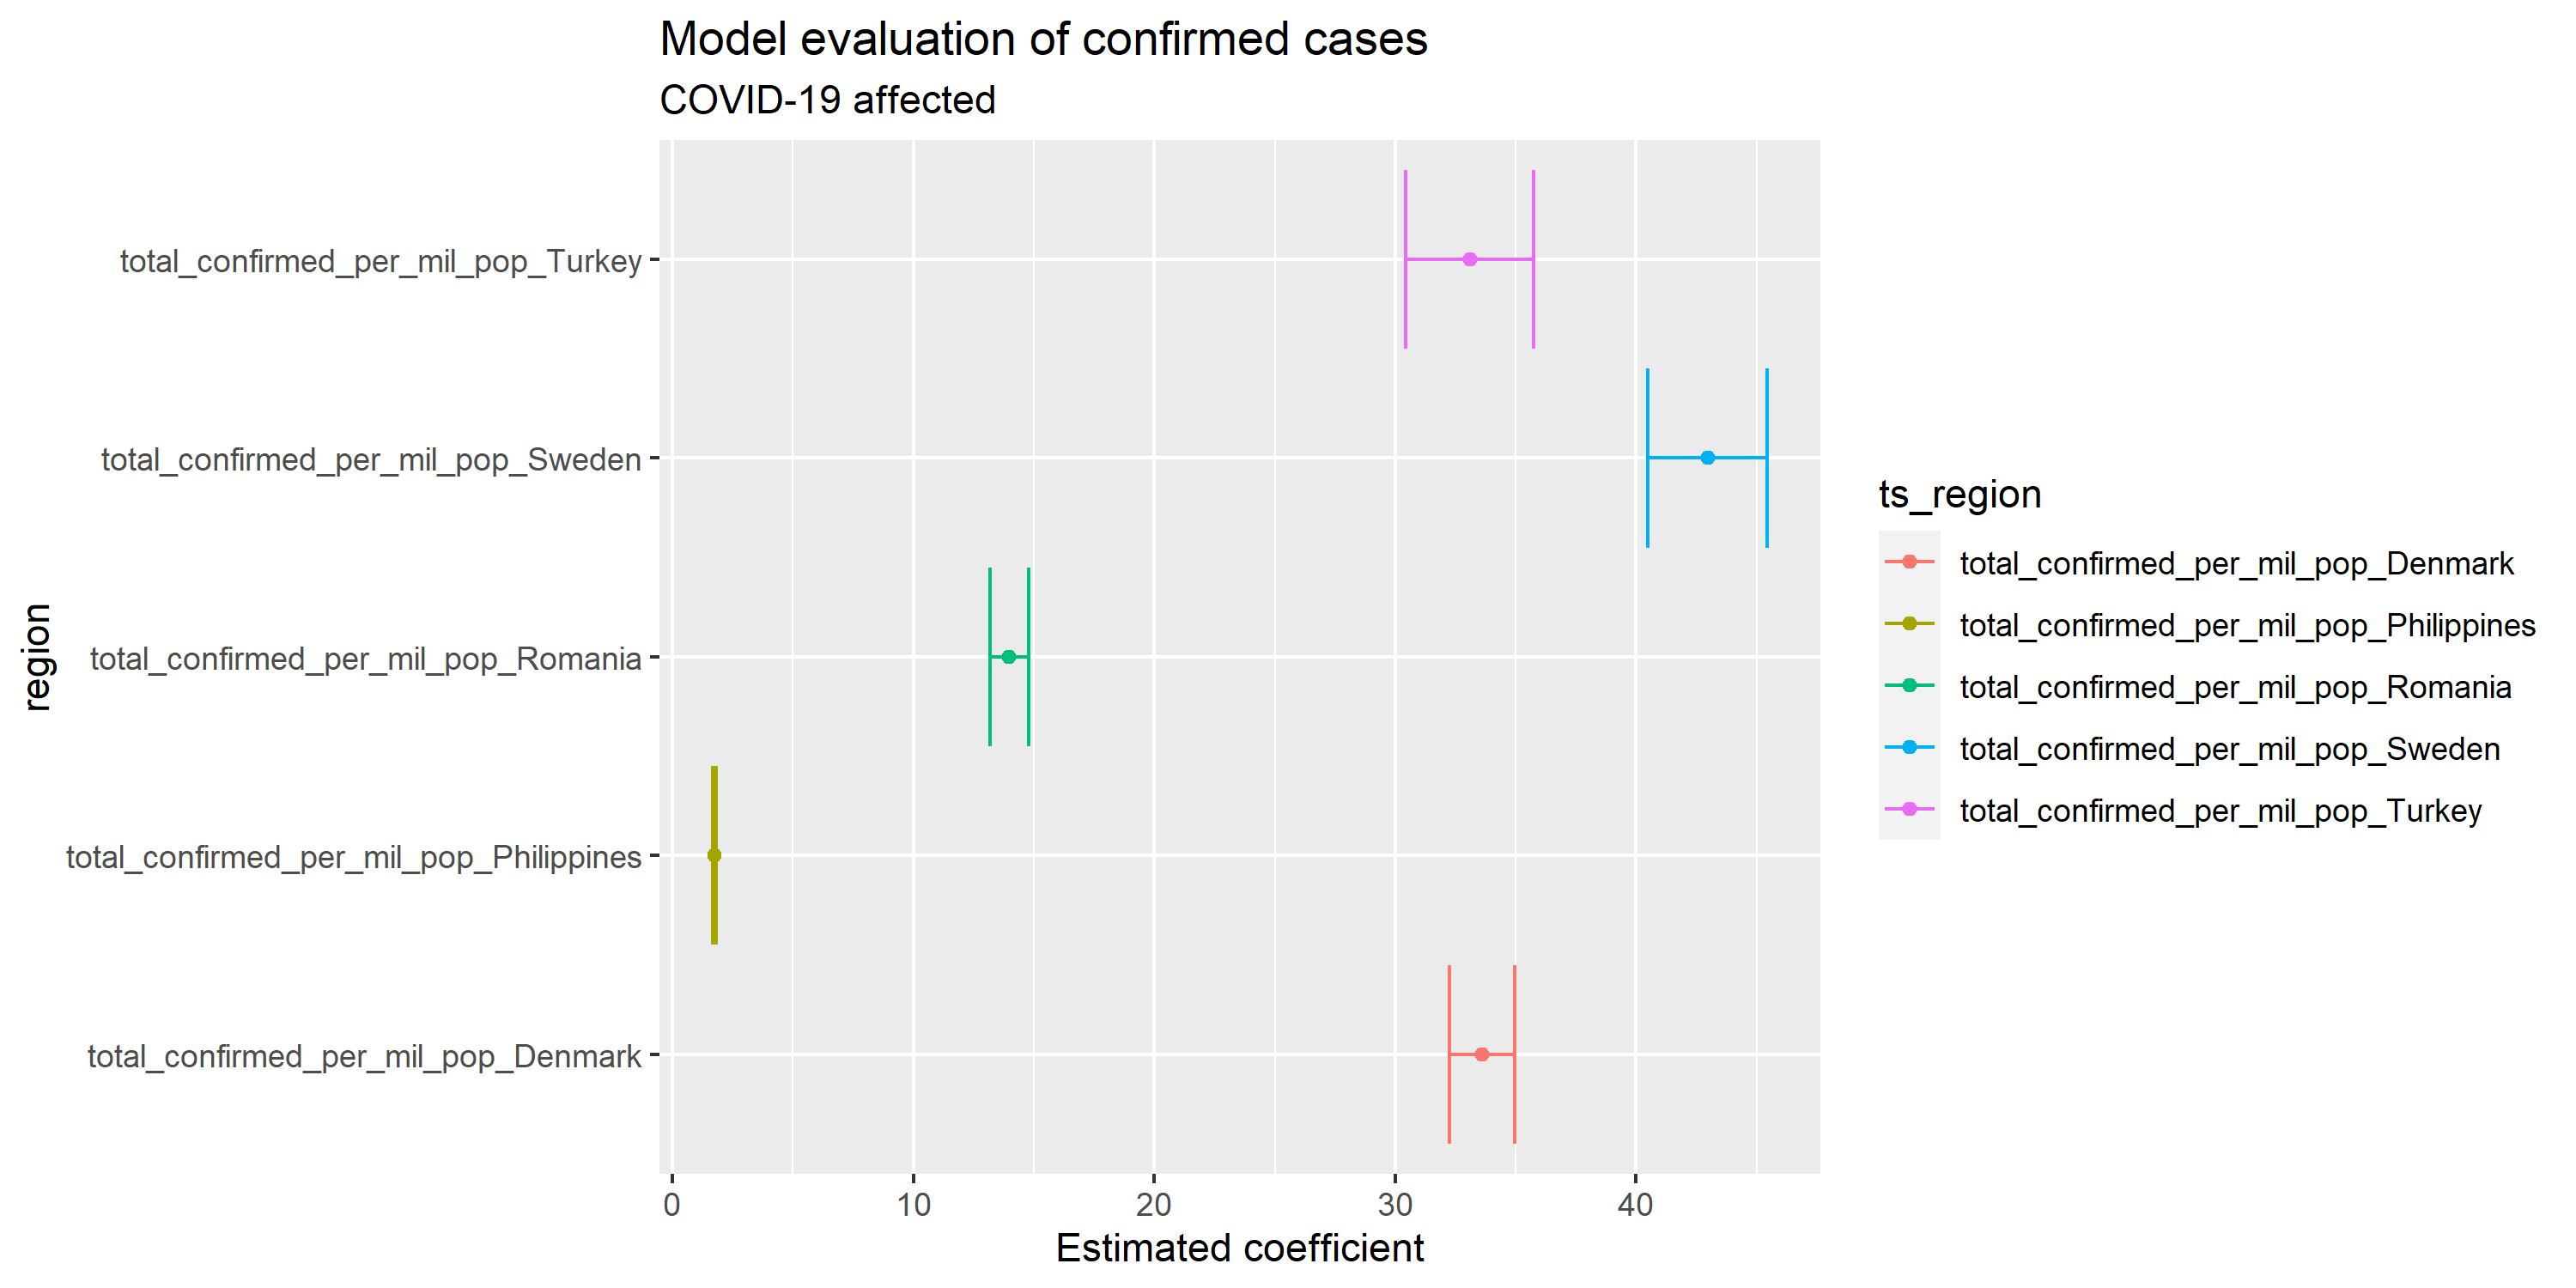 Model evaluation of confirmed cases
COVID-19 affected
region
total_confirmed_per_mil_pop_Turkey
total_confirmed_per_mil_pop_Sweden
total_confirmed_per_mil_pop_Romania
total_confirmed_per_mil_pop_Philippines
total_confirmed_per_mil_pop_Denmark
0 10 20 30 40
Estimated coefficient
ts_region
total_confirmed_per_mil_pop_Denmark
total_confirmed_per_mil_pop_Philippines
total_confirmed_per_mil_pop_Romania
total_confirmed_per_mil_pop_Sweden
total_confirmed_per_mil_pop_Turkey